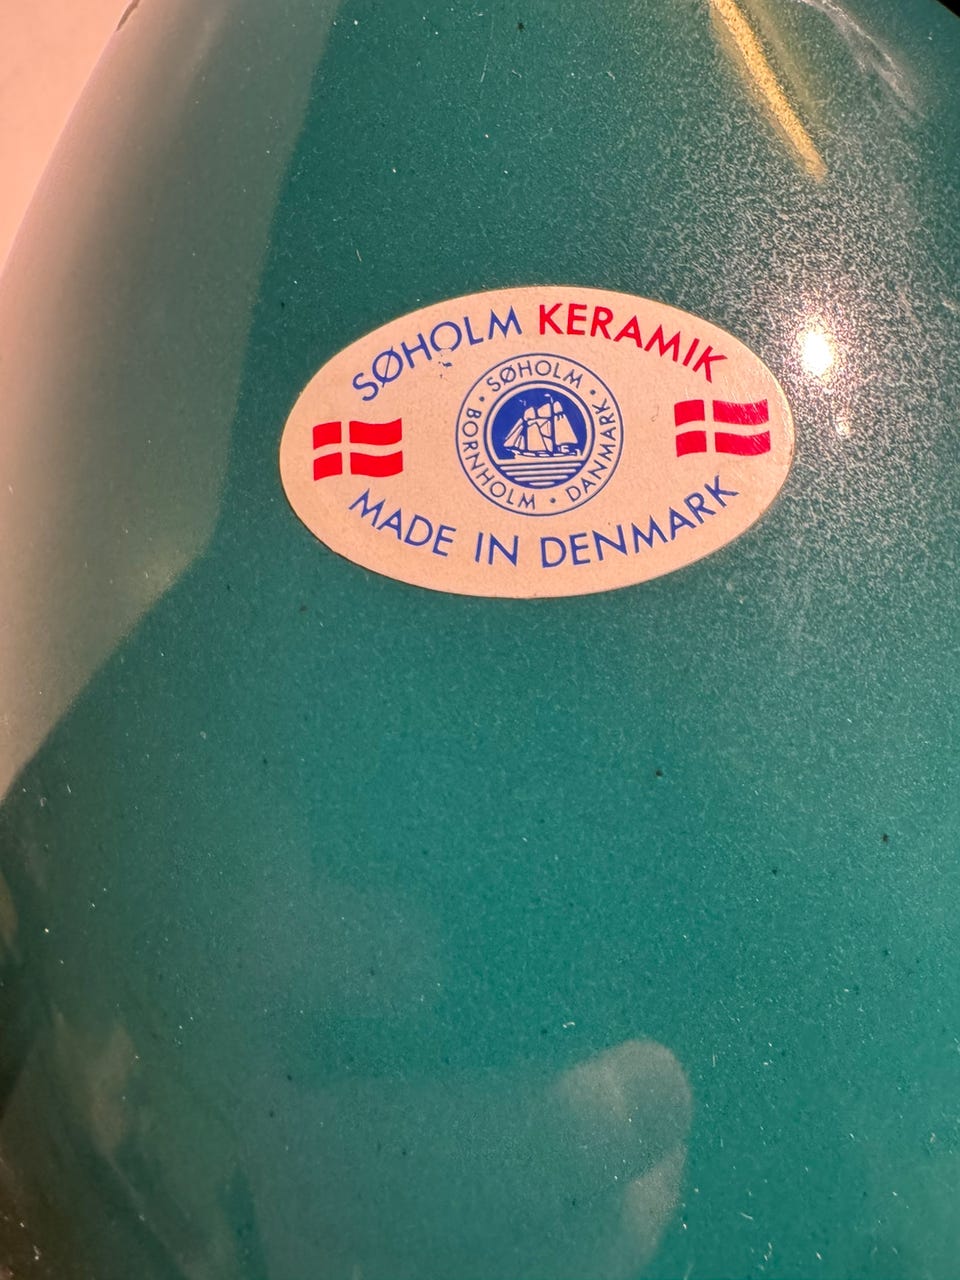 SØHOLM KERAMIK
· SØHOLM ·
BORNHOLM · DANMARK
MADE IN DENMARK